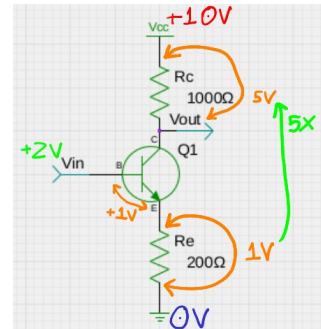 +10V
Vcc
Rc
1000Ω
5V
Vout
5X
C
Q1
+2V
Vin
B
+1V
E
Re
200Ω
1V
0V